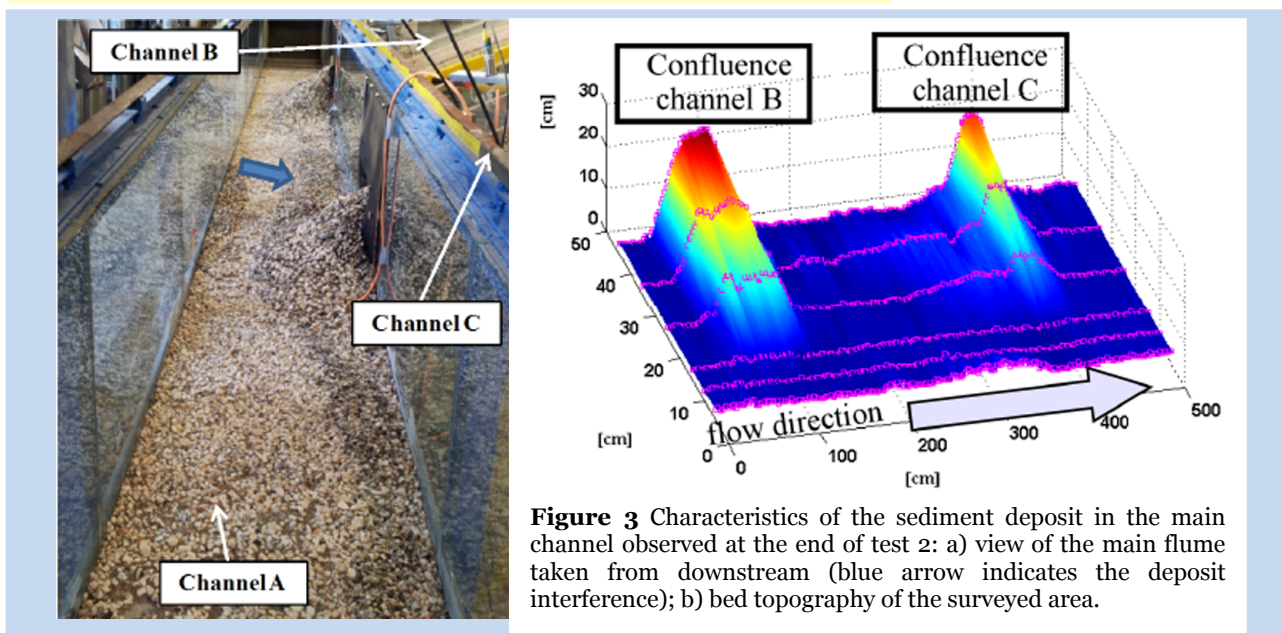 Channel B
Channel C
Channel A
Confluence
channel B
Confluence
channel C
[cm]
30
20
10
0
50
40
30
20
10
0
[cm]
flow direction
0
100
200
300
400
500
[cm]
Figure 3 Characteristics of the sediment deposit in the main
channel observed at the end of test 2: a) view of the main flume
taken from downstream (blue arrow indicates the deposit
interference); b) bed topography of the surveyed area.